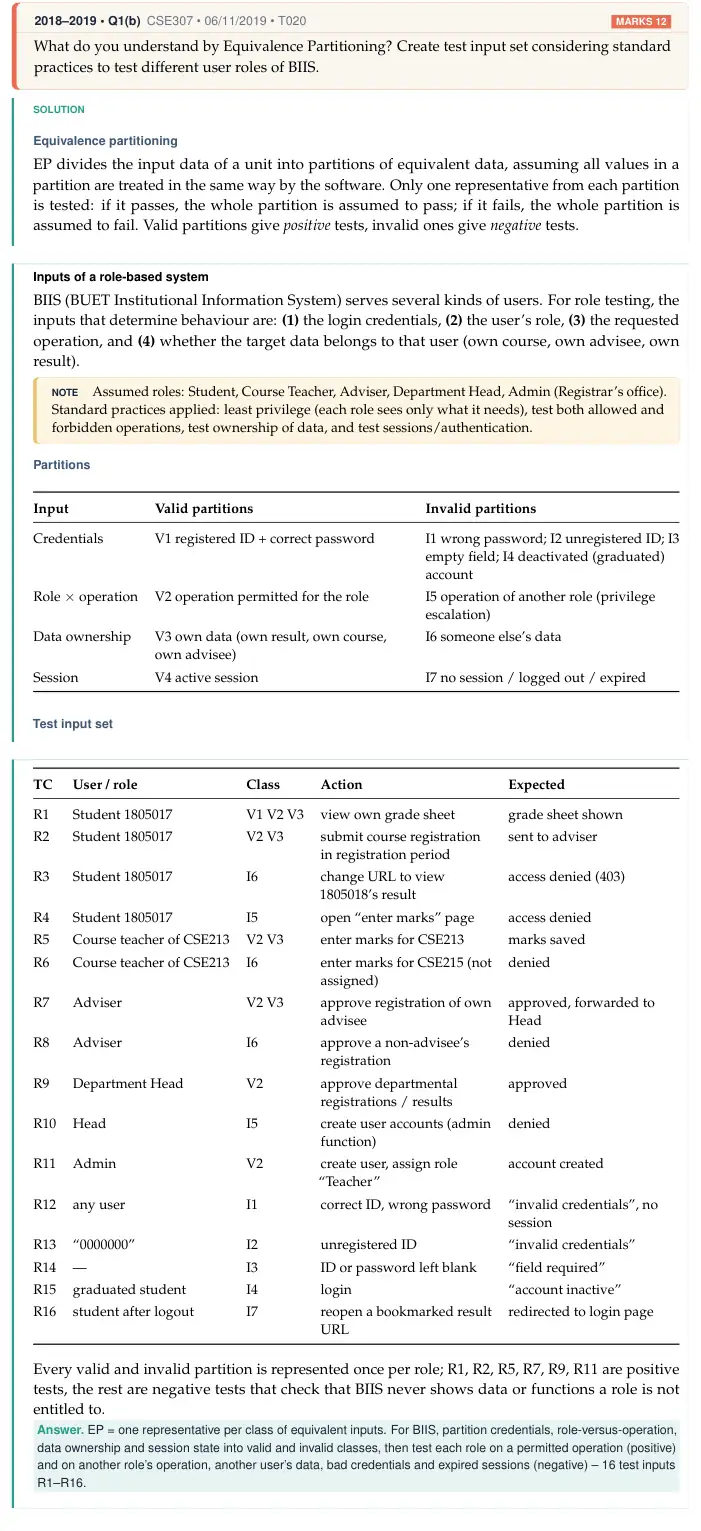 2018–2019 • Q1(b) CSE307 • 06/11/2019 • T020 MARKS 12
What do you understand by Equivalence Partitioning? Create test input set considering standard
practices to test different user roles of BIIS.
SOLUTION
Equivalence partitioning
EP divides the input data of a unit into partitions of equivalent data, assuming all values in a
partition are treated in the same way by the software. Only one representative from each partition
is tested: if it passes, the whole partition is assumed to pass; if it fails, the whole partition is
assumed to fail. Valid partitions give positive tests, invalid ones give negative tests.
Inputs of a role-based system
BIIS (BUET Institutional Information System) serves several kinds of users. For role testing, the
inputs that determine behaviour are: (1) the login credentials, (2) the user's role, (3) the requested
operation, and (4) whether the target data belongs to that user (own course, own advisee, own
result).
NOTE Assumed roles: Student, Course Teacher, Adviser, Department Head, Admin (Registrar's office).
Standard practices applied: least privilege (each role sees only what it needs), test both allowed and
forbidden operations, test ownership of data, and test sessions/authentication.
Partitions
Input Valid partitions Invalid partitions
Credentials V1 registered ID + correct password I1 wrong password; I2 unregistered ID; I3
empty field; I4 deactivated (graduated)
account
Role × operation V2 operation permitted for the role I5 operation of another role (privilege
escalation)
Data ownership V3 own data (own result, own course, I6 someone else's data
own advisee)
Session V4 active session I7 no session / logged out / expired
Test input set
TC User / role Class Action Expected
R1 Student 1805017 V1 V2 V3 view own grade sheet grade sheet shown
R2 Student 1805017 V2 V3 submit course registration sent to adviser
in registration period
R3 Student 1805017 I6 change URL to view access denied (403)
1805018's result
R4 Student 1805017 I5 open “enter marks” page access denied
R5 Course teacher of CSE213 V2 V3 enter marks for CSE213 marks saved
R6 Course teacher of CSE213 I6 enter marks for CSE215 (not denied
assigned)
R7 Adviser V2 V3 approve registration of own approved, forwarded to
advisee Head
R8 Adviser I6 approve a non-advisee's denied
registration
R9 Department Head V2 approve departmental approved
registrations / results
R10 Head I5 create user accounts (admin denied
function)
R11 Admin V2 create user, assign role account created
“Teacher”
R12 any user I1 correct ID, wrong password “invalid credentials”, no
session
R13 “0000000” I2 unregistered ID “invalid credentials”
R14 — I3 ID or password left blank “field required”
R15 graduated student I4 login “account inactive”
R16 student after logout I7 reopen a bookmarked result redirected to login page
URL
Every valid and invalid partition is represented once per role; R1, R2, R5, R7, R9, R11 are positive
tests, the rest are negative tests that check that BIIS never shows data or functions a role is not
entitled to.
Answer. EP = one representative per class of equivalent inputs. For BIIS, partition credentials, role-versus-operation,
data ownership and session state into valid and invalid classes, then test each role on a permitted operation (positive)
and on another role's operation, another user's data, bad credentials and expired sessions (negative) – 16 test inputs
R1–R16.